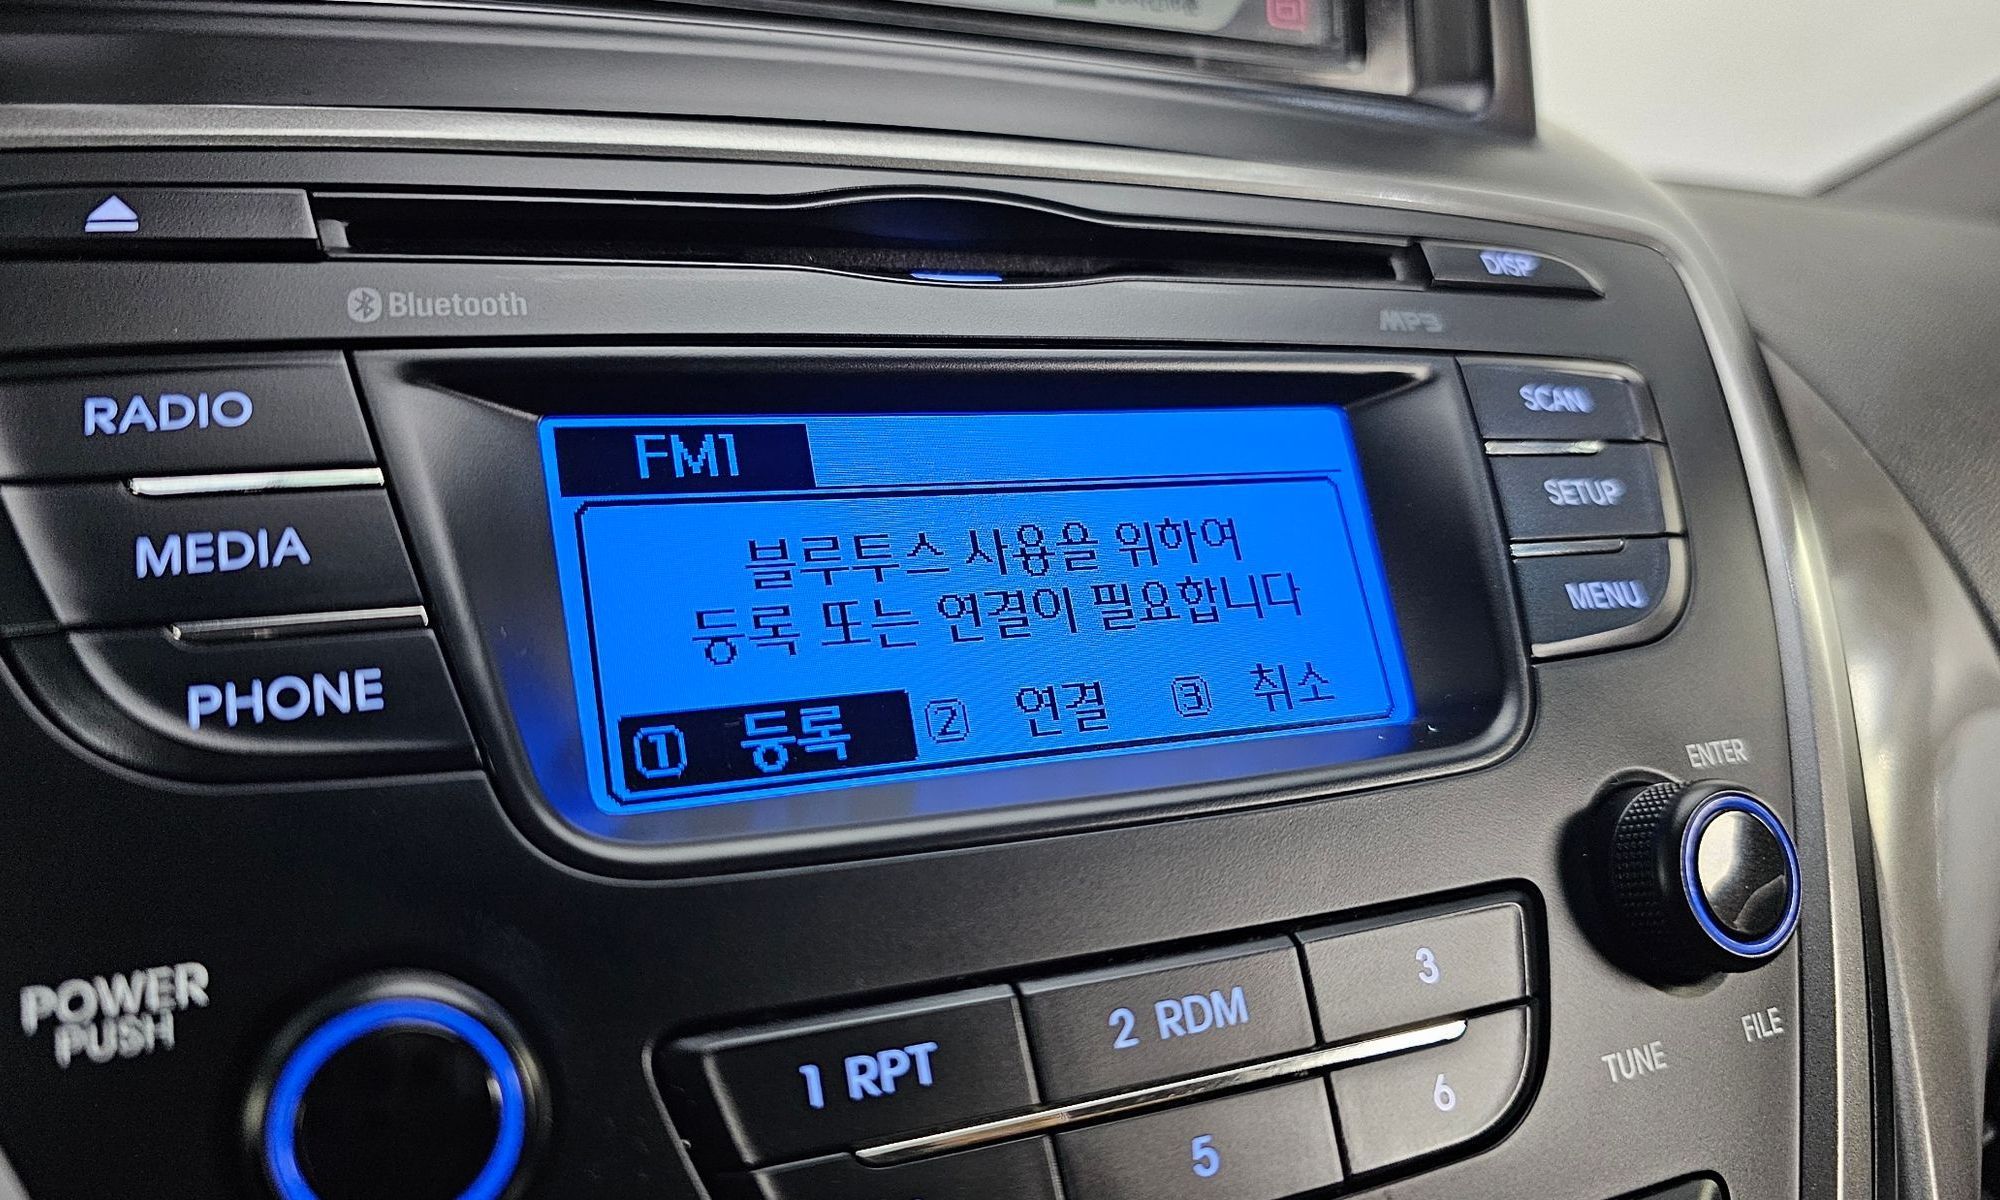 DISP
Bluetooth
MP3
RADIO
MEDIA
PHONE
FM1
블루투스 사용을 위하여
등록 또는 연결이 필요합니다
① 등록 ② 연결 ③ 취소
SCAN
SETUP
MENU
ENTER
POWER
PUSH
1 RPT
2 RDM
3
5
6
TUNE
FILE